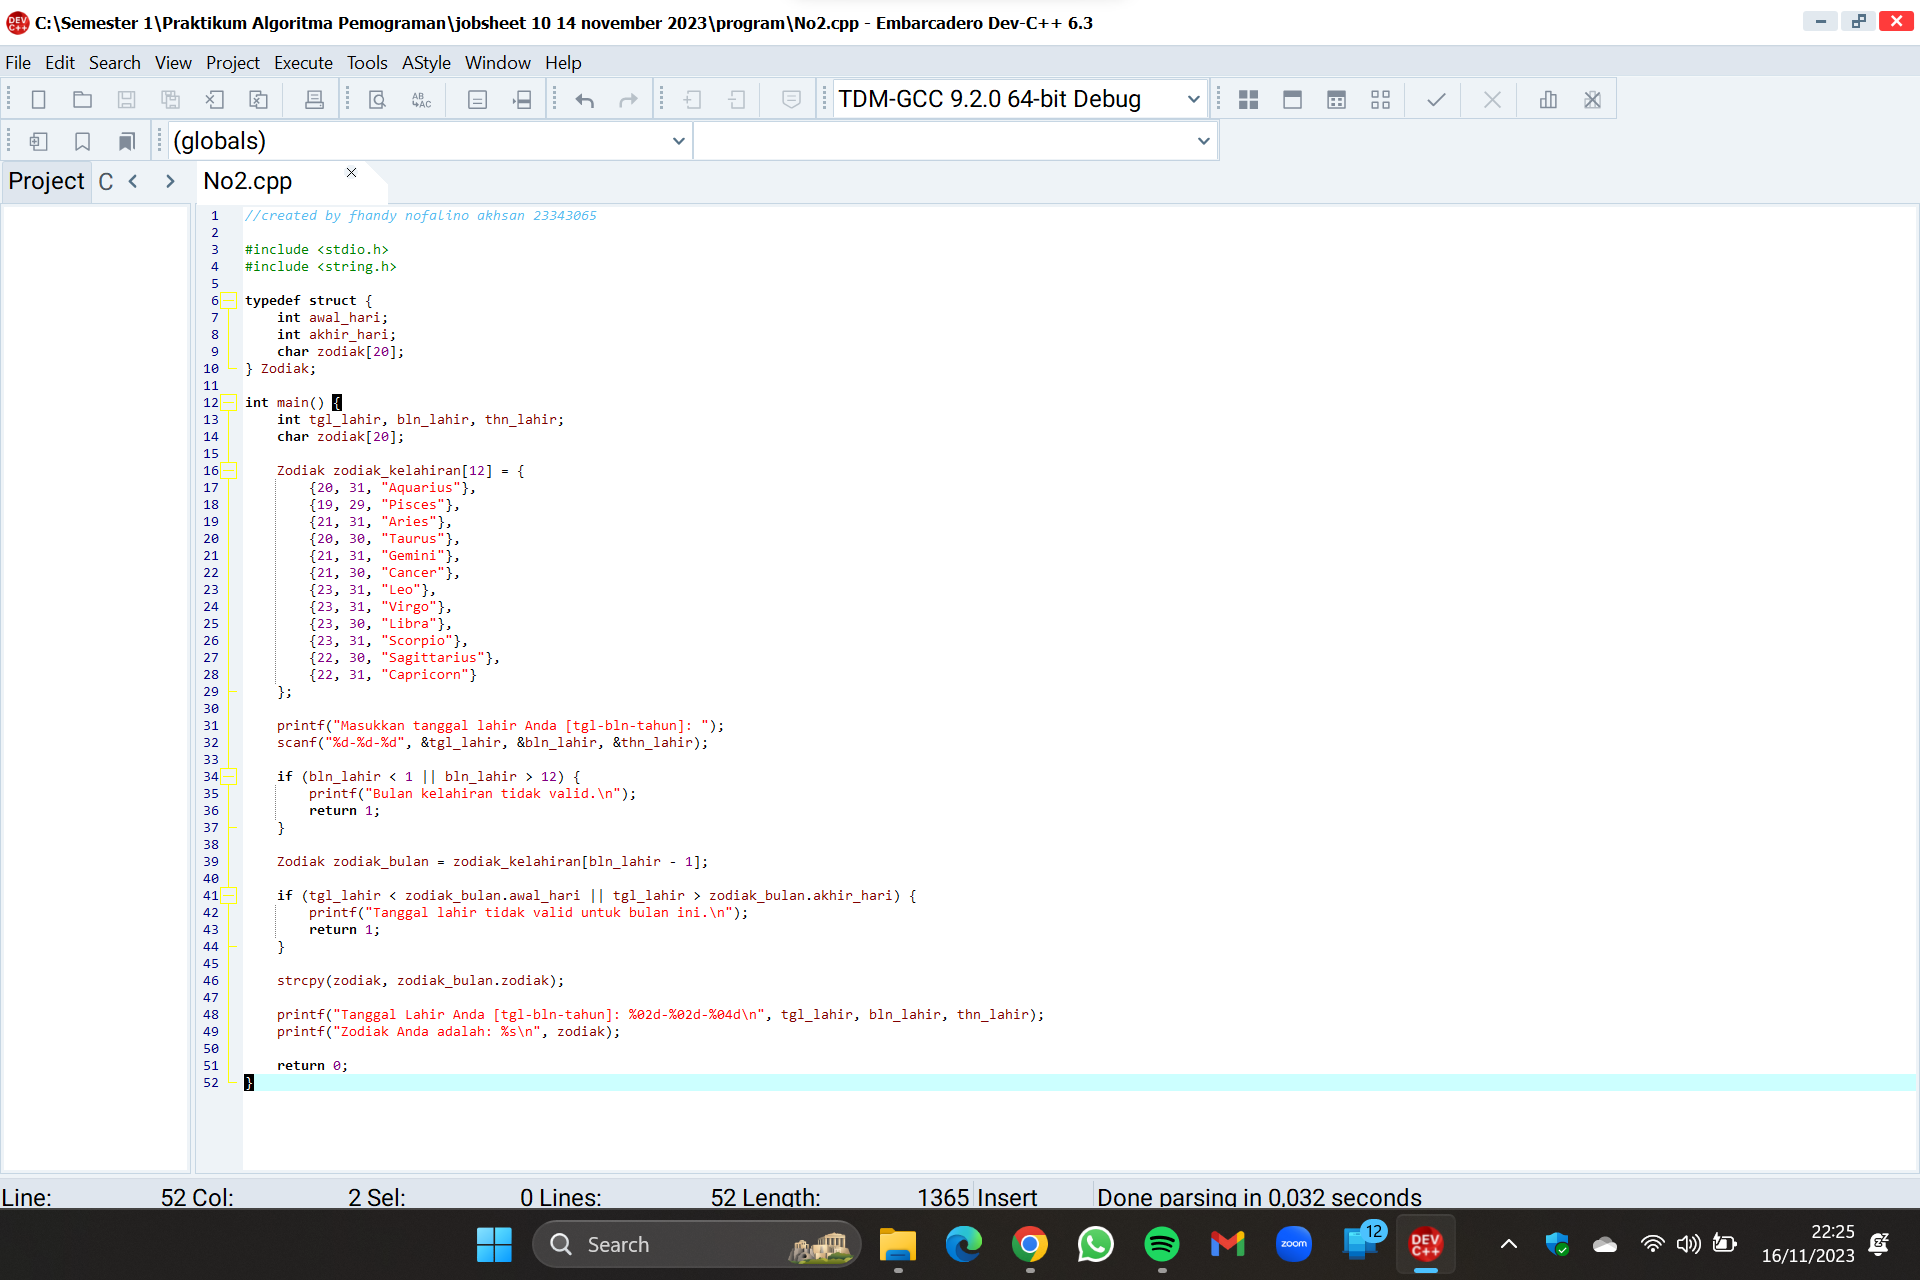 C:\Semester 1\Praktikum Algoritma Pemograman\jobsheet 10 14 november 2023\program\No2.cpp - Embarcadero Dev-C++ 6.3
File Edit Search View Project Execute Tools AStyle Window Help
TDM-GCC 9.2.0 64-bit Debug
(globals)
Project C No2.cpp
1 //created by fhandy nofalino akhsan 23343065
2
3 #include <stdio.h>
4 #include <string.h>
5
6 typedef struct {
7     int awal_hari;
8     int akhir_hari;
9     char zodiak[20];
10 } Zodiak;
11
12 int main() {
13     int tgl_lahir, bln_lahir, thn_lahir;
14     char zodiak[20];
15
16     Zodiak zodiak_kelahiran[12] = {
17         {20, 31, "Aquarius"},
18         {19, 29, "Pisces"},
19         {21, 31, "Aries"},
20         {20, 30, "Taurus"},
21         {21, 31, "Gemini"},
22         {21, 30, "Cancer"},
23         {23, 31, "Leo"},
24         {23, 31, "Virgo"},
25         {23, 30, "Libra"},
26         {23, 31, "Scorpio"},
27         {22, 30, "Sagittarius"},
28         {22, 31, "Capricorn"}
29     };
30
31     printf("Masukkan tanggal lahir Anda [tgl-bln-tahun]: ");
32     scanf("%d-%d-%d", &tgl_lahir, &bln_lahir, &thn_lahir);
33
34     if (bln_lahir < 1 || bln_lahir > 12) {
35         printf("Bulan kelahiran tidak valid.\n");
36         return 1;
37     }
38
39     Zodiak zodiak_bulan = zodiak_kelahiran[bln_lahir - 1];
40
41     if (tgl_lahir < zodiak_bulan.awal_hari || tgl_lahir > zodiak_bulan.akhir_hari) {
42         printf("Tanggal lahir tidak valid untuk bulan ini.\n");
43         return 1;
44     }
45
46     strcpy(zodiak, zodiak_bulan.zodiak);
47
48     printf("Tanggal Lahir Anda [tgl-bln-tahun]: %02d-%02d-%04d\n", tgl_lahir, bln_lahir, thn_lahir);
49     printf("Zodiak Anda adalah: %s\n", zodiak);
50
51     return 0;
52 }
Line: 52 Col: 2 Sel: 0 Lines: 52 Length: 1365 Insert Done parsing in 0,032 seconds
Search
zoom
12
DEV C++
22:25
16/11/2023